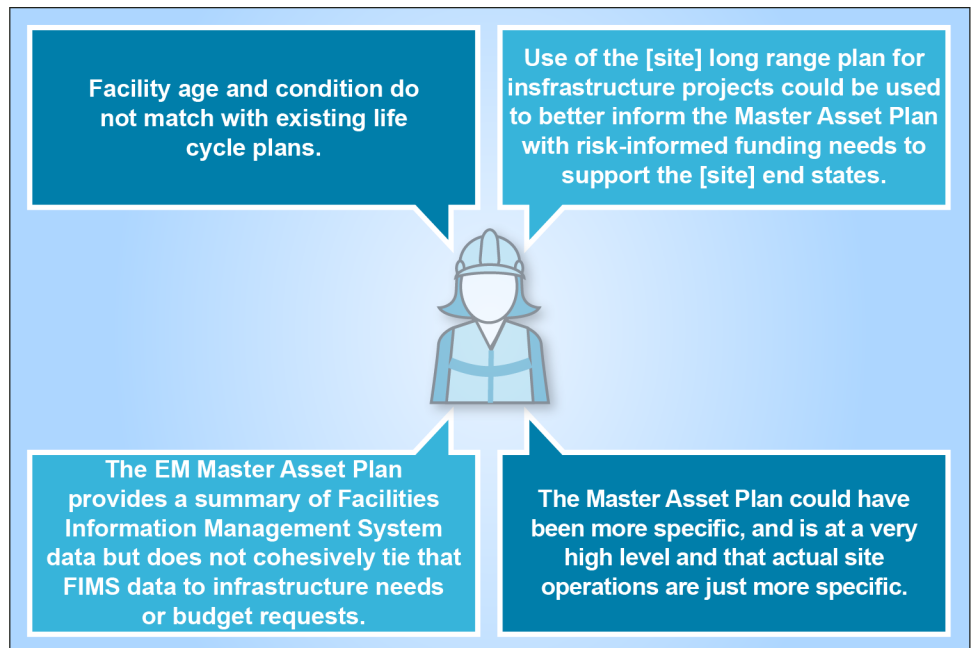 Facility age and condition do
not match with existing life
cycle plans.
Use of the [site] long range plan for
insfrastructure projects could be used
to better inform the Master Asset Plan
with risk-informed funding needs to
support the [site] end states.
The EM Master Asset Plan
provides a summary of Facilities
Information Management System
data but does not cohesively tie that
FIMS data to infrastructure needs
or budget requests.
The Master Asset Plan could have
been more specific, and is at a very
high level and that actual site
operations are just more specific.